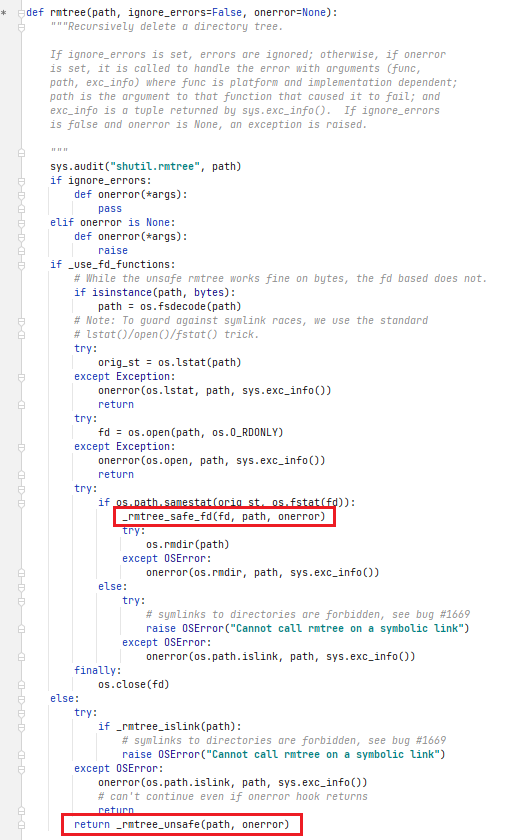 def rmtree(path, ignore_errors=False, onerror=None):
    """Recursively delete a directory tree.

    If ignore_errors is set, errors are ignored; otherwise, if onerror
    is set, it is called to handle the error with arguments (func,
    path, exc_info) where func is platform and implementation dependent;
    path is the argument to that function that caused it to fail; and
    exc_info is a tuple returned by sys.exc_info().  If ignore_errors
    is false and onerror is None, an exception is raised.

    """
    sys.audit("shutil.rmtree", path)
    if ignore_errors:
        def onerror(*args):
            pass
    elif onerror is None:
        def onerror(*args):
            raise
    if _use_fd_functions:
        # While the unsafe rmtree works fine on bytes, the fd based does not.
        if isinstance(path, bytes):
            path = os.fsdecode(path)
        # Note: To guard against symlink races, we use the standard
        # lstat()/open()/fstat() trick.
        try:
            orig_st = os.lstat(path)
        except Exception:
            onerror(os.lstat, path, sys.exc_info())
            return
        try:
            fd = os.open(path, os.O_RDONLY)
        except Exception:
            onerror(os.open, path, sys.exc_info())
            return
        try:
            if os.path.samestat(orig_st, os.fstat(fd)):
                _rmtree_safe_fd(fd, path, onerror)
                try:
                    os.rmdir(path)
                except OSError:
                    onerror(os.rmdir, path, sys.exc_info())
            else:
                try:
                    # symlinks to directories are forbidden, see bug #1669
                    raise OSError("Cannot call rmtree on a symbolic link")
                except OSError:
                    onerror(os.path.islink, path, sys.exc_info())
        finally:
            os.close(fd)
    else:
        try:
            if _rmtree_islink(path):
                # symlinks to directories are forbidden, see bug #1669
                raise OSError("Cannot call rmtree on a symbolic link")
        except OSError:
            onerror(os.path.islink, path, sys.exc_info())
            # can't continue even if onerror hook returns
            return
        return _rmtree_unsafe(path, onerror)